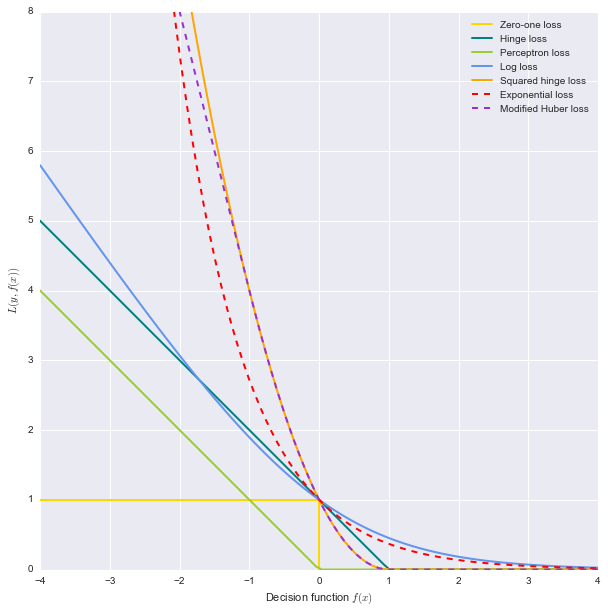 8
7
6
5
4
3
2
1
0
L(y, f(x))
−4 −3 −2 −1 0 1 2 3 4
Decision function f(x)
Zero-one loss
Hinge loss
Perceptron loss
Log loss
Squared hinge loss
Exponential loss
Modified Huber loss